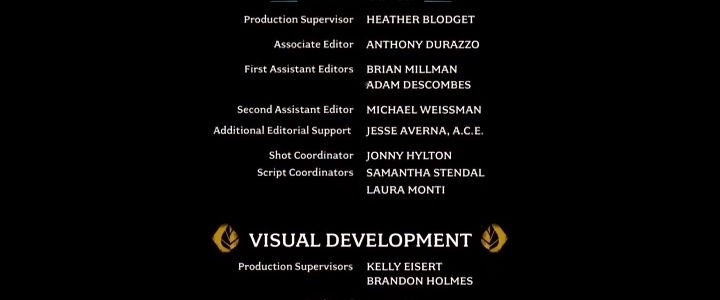 Production Supervisor HEATHER BLODGET
Associate Editor ANTHONY DURAZZO
First Assistant Editors BRIAN MILLMAN
ADAM DESCOMBES
Second Assistant Editor MICHAEL WEISSMAN
Additional Editorial Support JESSE AVERNA, A.C.E.
Shot Coordinator JONNY HYLTON
Script Coordinators SAMANTHA STENDAL
LAURA MONTI
VISUAL DEVELOPMENT
Production Supervisors KELLY EISERT
BRANDON HOLMES